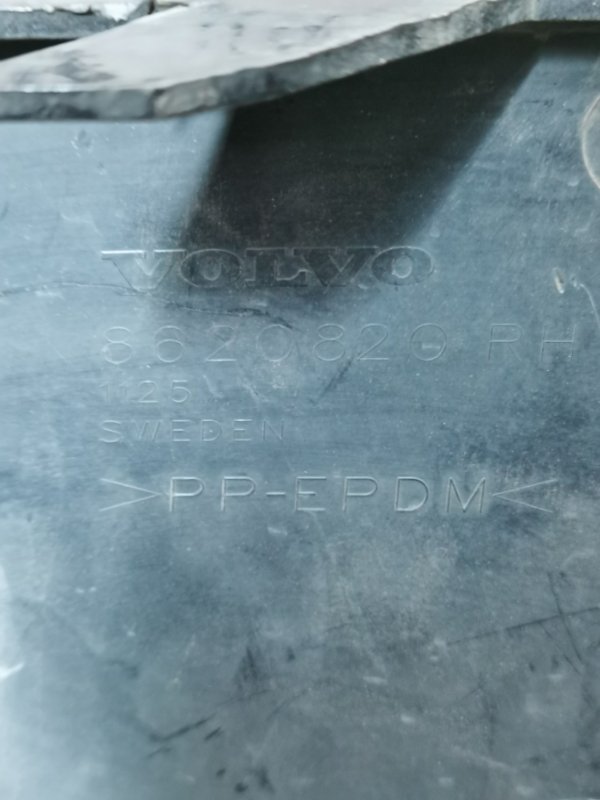 VOLVO
8620820 RH
1125
SWEDEN
>PP-EPDM<